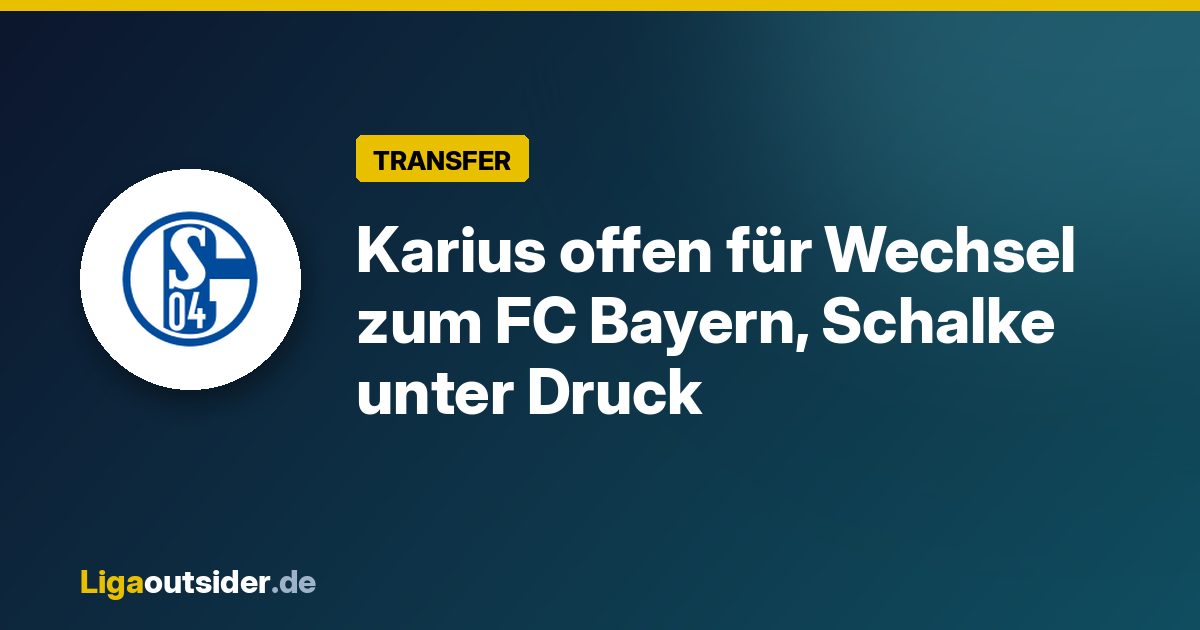 TRANSFER
Karius offen für Wechsel
zum FC Bayern, Schalke
unter Druck
S
04
Ligaoutsider.de